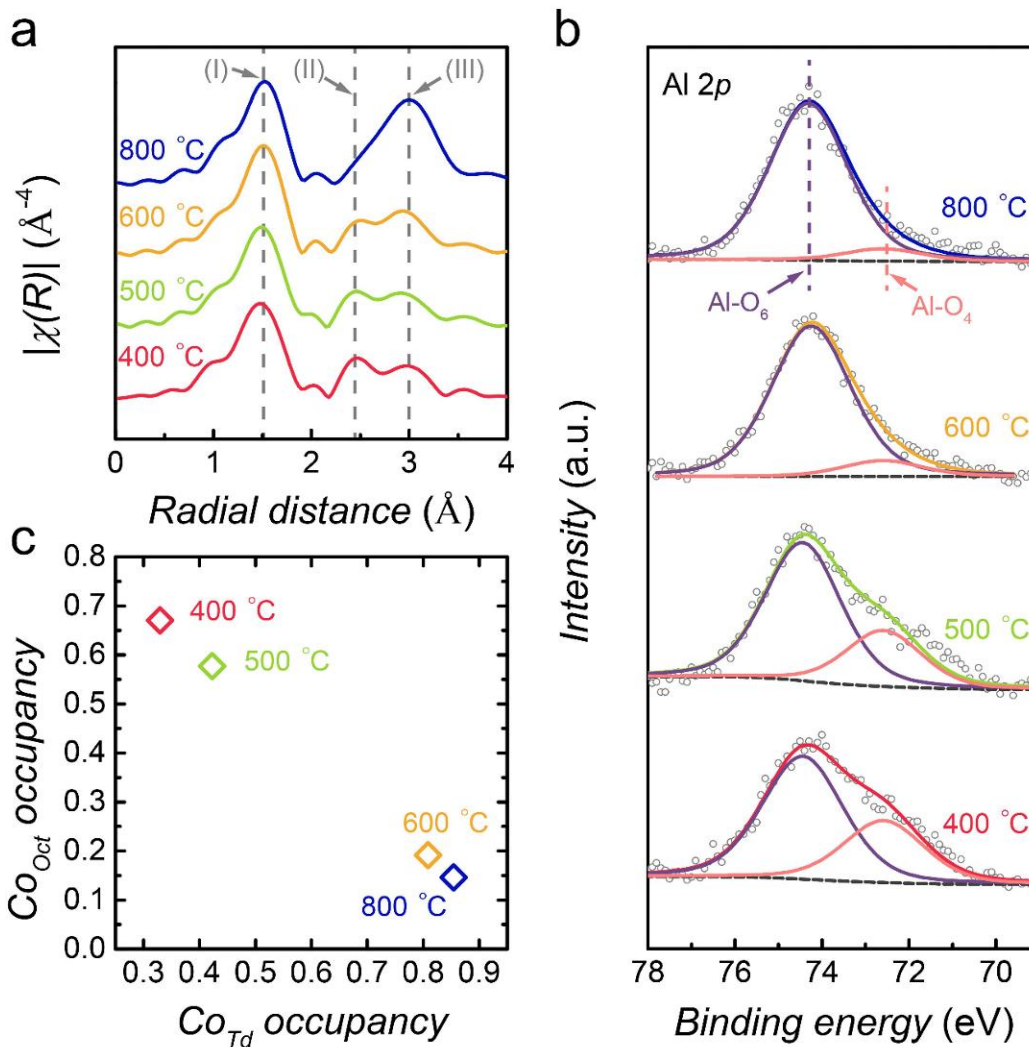 a
(I)
(II)
(III)
800 °C
600 °C
500 °C
400 °C
|χ(R)| (Å⁻⁴)
0 1 2 3 4
Radial distance (Å)
b
Al 2p
800 °C
Al-O₆
Al-O₄
600 °C
500 °C
400 °C
Intensity (a.u.)
78 76 74 72 70
Binding energy (eV)
c
0.8
0.7
0.6
0.5
0.4
0.3
0.2
0.1
0.0
400 °C
500 °C
600 °C
800 °C
Co_Oct occupancy
0.3 0.4 0.5 0.6 0.7 0.8 0.9
Co_Td occupancy